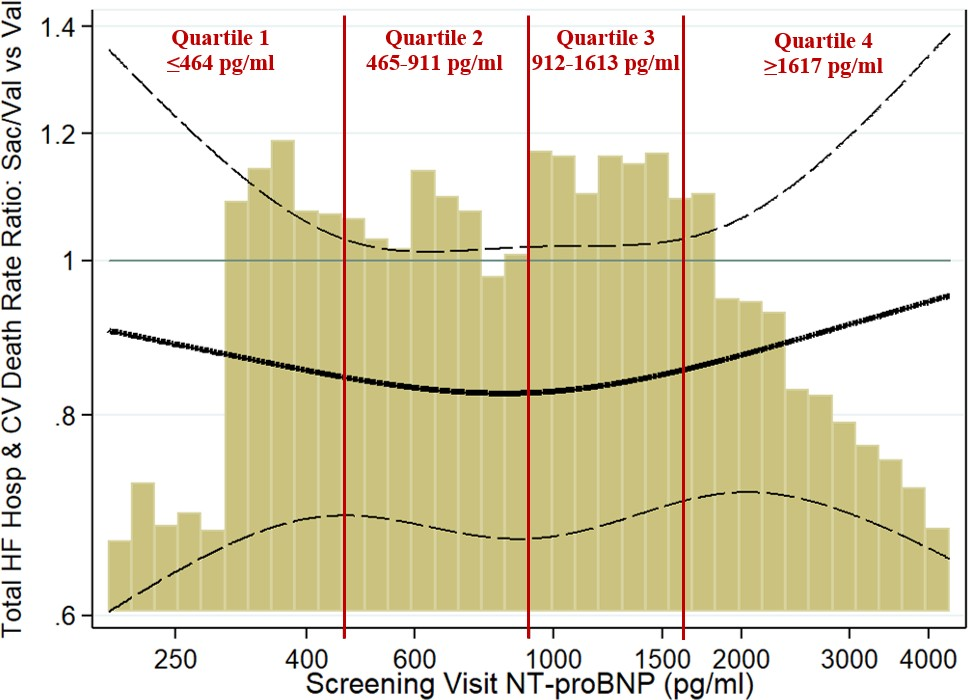 Total HF Hosp & CV Death Rate Ratio: Sac/Val vs Val
1.4
1.2
1
.8
.6
Quartile 1
≤464 pg/ml
Quartile 2
465-911 pg/ml
Quartile 3
912-1613 pg/ml
Quartile 4
≥1617 pg/ml
250 400 600 1000 1500 2000 3000 4000
Screening Visit NT-proBNP (pg/ml)